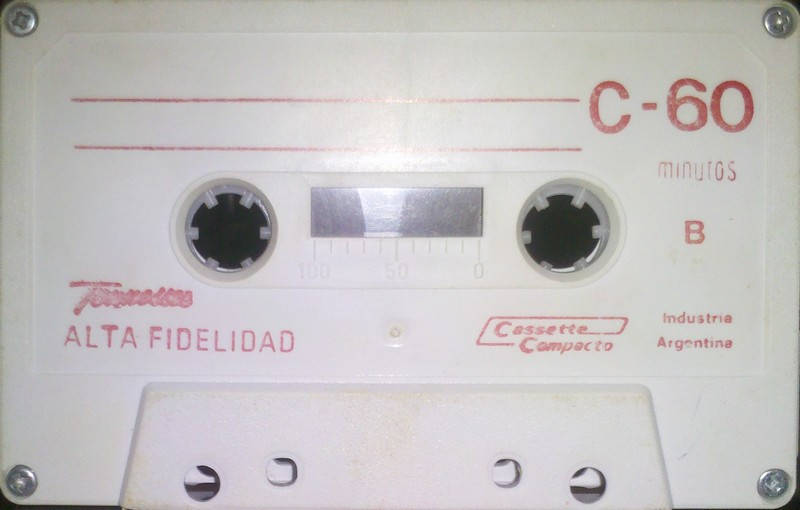 C-60
minutos
B
100 50 0
ALTA FIDELIDAD
Cassette
Compacto
Industria
Argentina